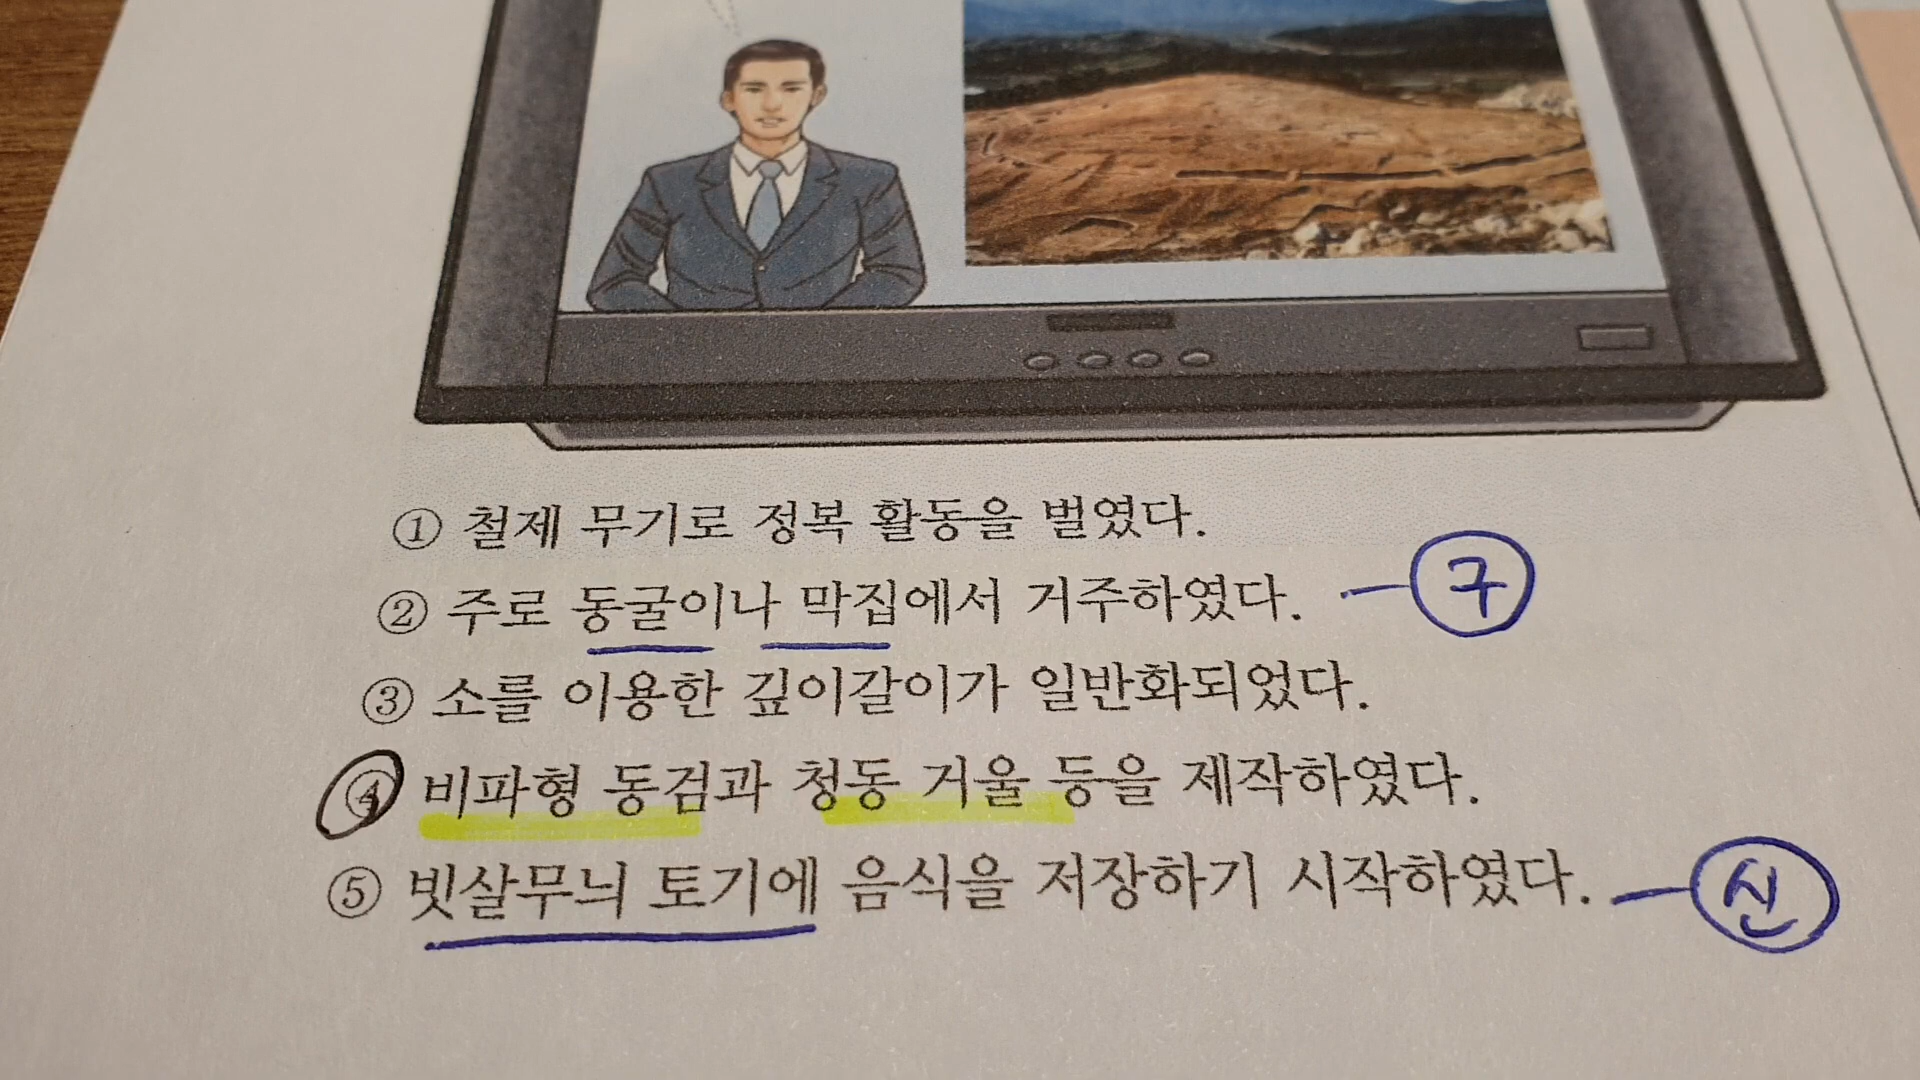 ① 철제 무기로 정복 활동을 벌였다.
② 주로 동굴이나 막집에서 거주하였다. 구
③ 소를 이용한 깊이갈이가 일반화되었다.
④ 비파형 동검과 청동 거울 등을 제작하였다.
⑤ 빗살무늬 토기에 음식을 저장하기 시작하였다. 신